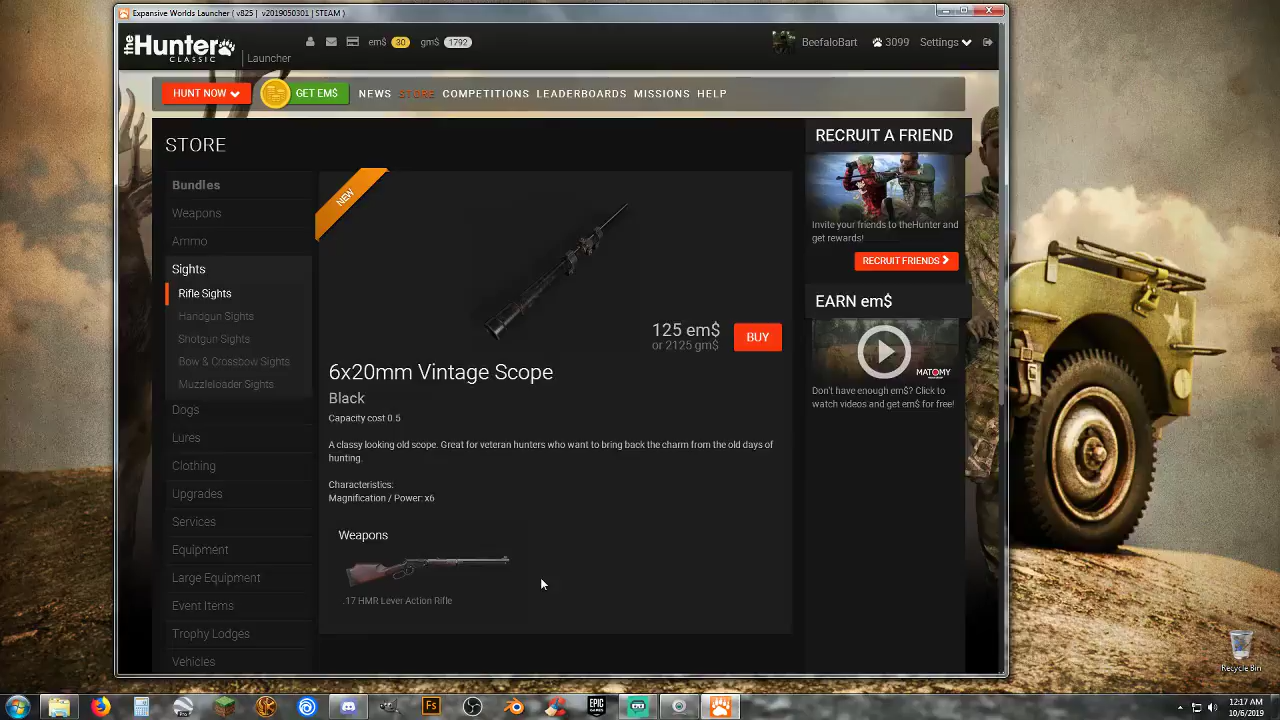 Expansive Worlds Launcher ( v825 | v2019050301 | STEAM )
theHunter CLASSIC | Launcher
em$ 30 gm$ 1792
BeefaloBart 3099 Settings
HUNT NOW GET EM$ NEWS STORE COMPETITIONS LEADERBOARDS MISSIONS HELP
STORE
Bundles
Weapons
Ammo
Sights
Rifle Sights
Handgun Sights
Shotgun Sights
Bow & Crossbow Sights
Muzzleloader Sights
Dogs
Lures
Clothing
Upgrades
Services
Equipment
Large Equipment
Event Items
Trophy Lodges
Vehicles
NEW
125 em$
or 2125 gm$
BUY
6x20mm Vintage Scope
Black
Capacity cost 0.5
A classy looking old scope. Great for veteran hunters who want to bring back the charm from the old days of
hunting.
Characteristics:
Magnification / Power: x6
Weapons
.17 HMR Lever Action Rifle
RECRUIT A FRIEND
Invite your friends to theHunter and
get rewards!
RECRUIT FRIENDS
EARN em$
MATOMY
Don't have enough em$? Click to
watch videos and get em$ for free!
Recycle Bin
Pro
Fs
EPIC
GAMES
12:17 AM
10/6/2019